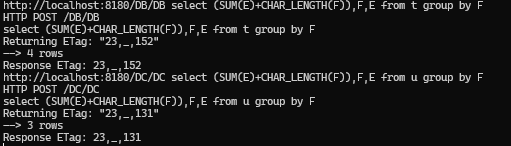 http://localhost:8180/DB/DB select (SUM(E)+CHAR_LENGTH(F)),F,E from t group by F
HTTP POST /DB/DB
select (SUM(E)+CHAR_LENGTH(F)),F,E from t group by F
Returning ETag: "23,_,152"
--> 4 rows
Response ETag: 23,_,152
http://localhost:8180/DC/DC select (SUM(E)+CHAR_LENGTH(F)),F,E from u group by F
HTTP POST /DC/DC
select (SUM(E)+CHAR_LENGTH(F)),F,E from u group by F
Returning ETag: "23,_,131"
--> 3 rows
Response ETag: 23,_,131